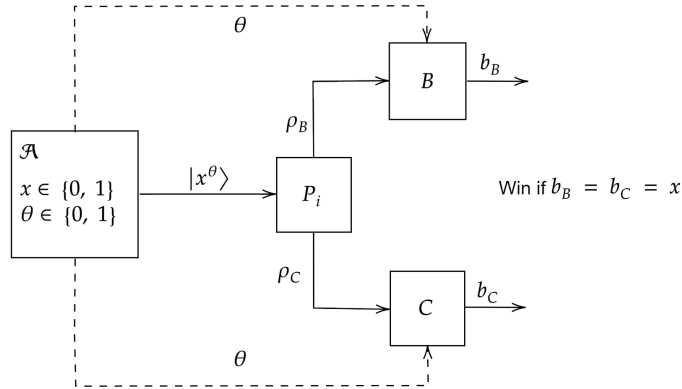 θ
B
b_B
ρ_B
𝒜
x ∈ {0, 1}
θ ∈ {0, 1}
|x^θ⟩
P_i
Win if b_B = b_C = x
ρ_C
C
b_C
θ